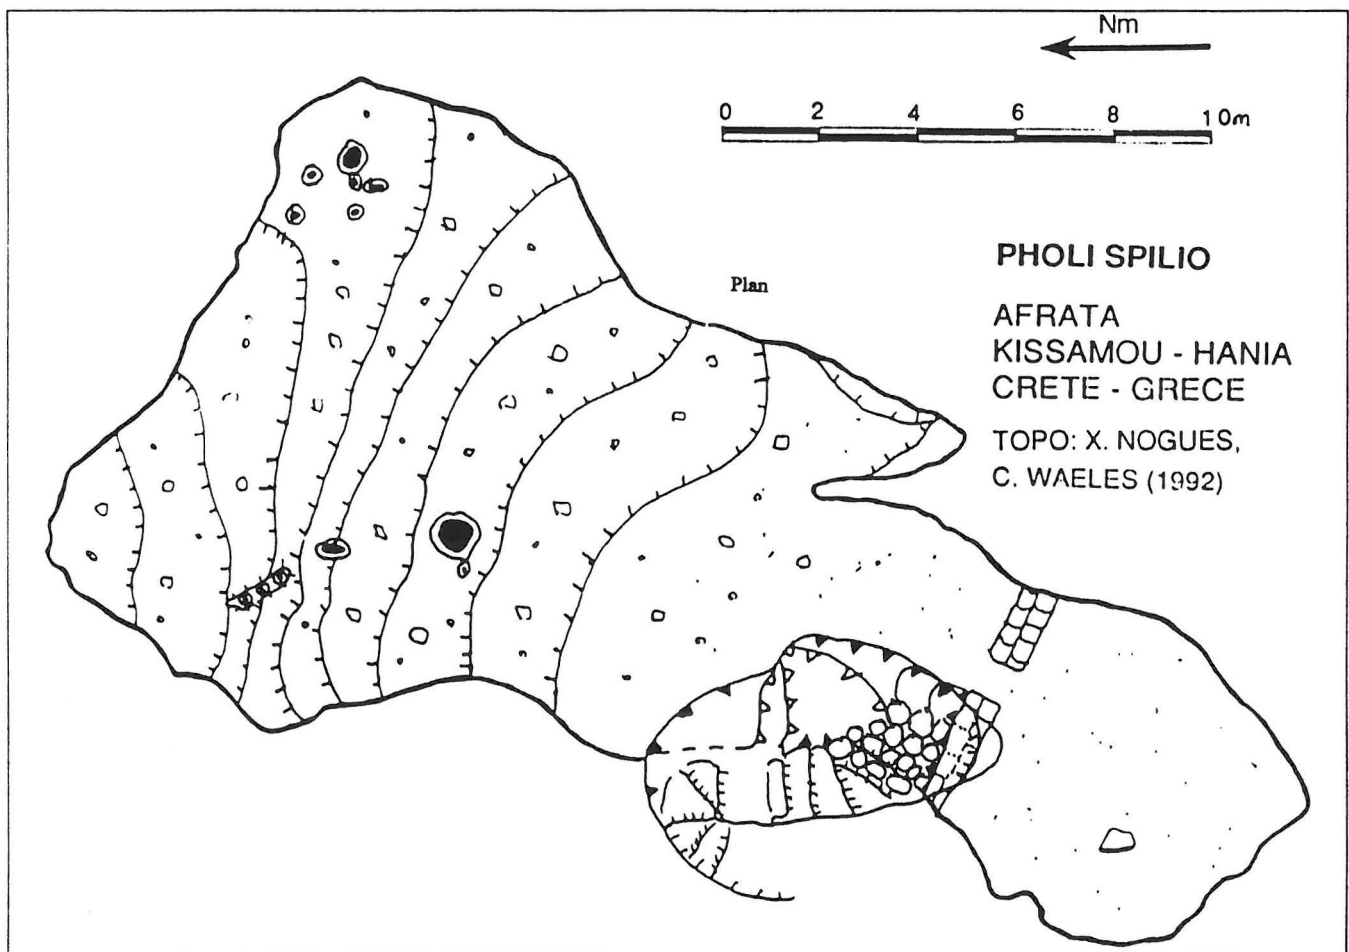 Nm
0 2 4 6 8 10m
Plan
PHOLI SPILIO
AFRATA
KISSAMOU - HANIA
CRETE - GRECE
TOPO: X. NOGUES,
C. WAELES (1992)